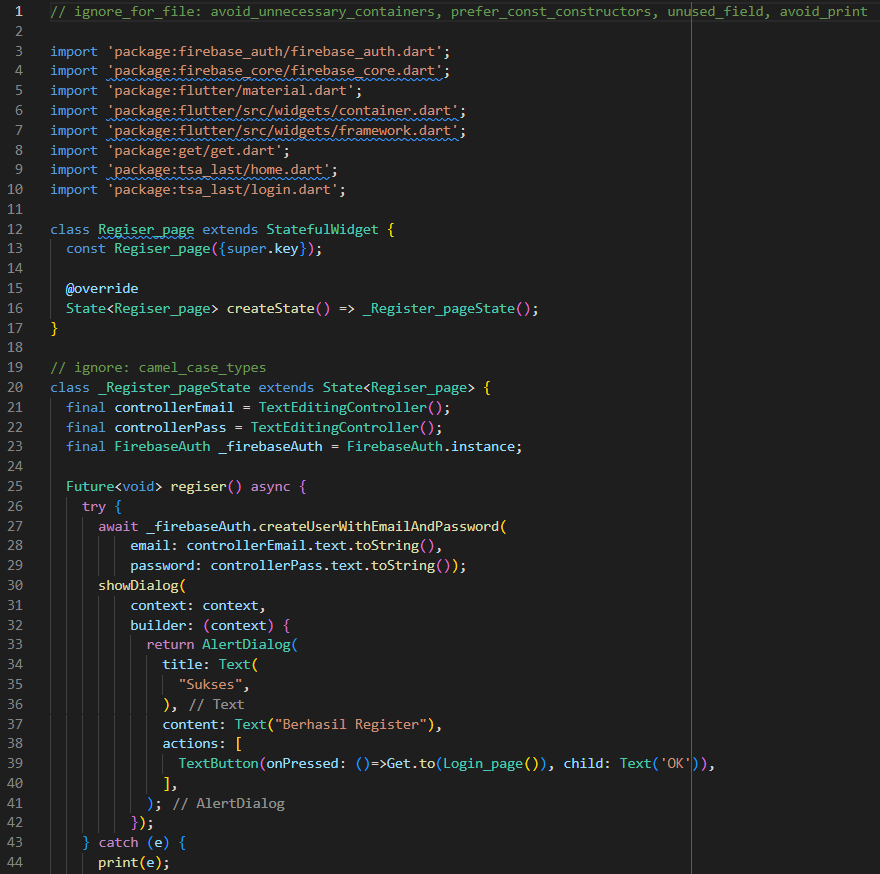 1 // ignore_for_file: avoid_unnecessary_containers, prefer_const_constructors, unused_field, avoid_print
2
3 import 'package:firebase_auth/firebase_auth.dart';
4 import 'package:firebase_core/firebase_core.dart';
5 import 'package:flutter/material.dart';
6 import 'package:flutter/src/widgets/container.dart';
7 import 'package:flutter/src/widgets/framework.dart';
8 import 'package:get/get.dart';
9 import 'package:tsa_last/home.dart';
10 import 'package:tsa_last/login.dart';
11
12 class Regiser_page extends StatefulWidget {
13   const Regiser_page({super.key});
14
15   @override
16   State<Regiser_page> createState() => _Register_pageState();
17 }
18
19 // ignore: camel_case_types
20 class _Register_pageState extends State<Regiser_page> {
21   final controllerEmail = TextEditingController();
22   final controllerPass = TextEditingController();
23   final FirebaseAuth _firebaseAuth = FirebaseAuth.instance;
24
25   Future<void> regiser() async {
26     try {
27       await _firebaseAuth.createUserWithEmailAndPassword(
28           email: controllerEmail.text.toString(),
29           password: controllerPass.text.toString());
30       showDialog(
31           context: context,
32           builder: (context) {
33             return AlertDialog(
34               title: Text(
35                 "Sukses",
36               ), // Text
37               content: Text("Berhasil Register"),
38               actions: [
39                 TextButton(onPressed: ()=>Get.to(Login_page()), child: Text('OK')),
40               ],
41             ); // AlertDialog
42           });
43     } catch (e) {
44       print(e);